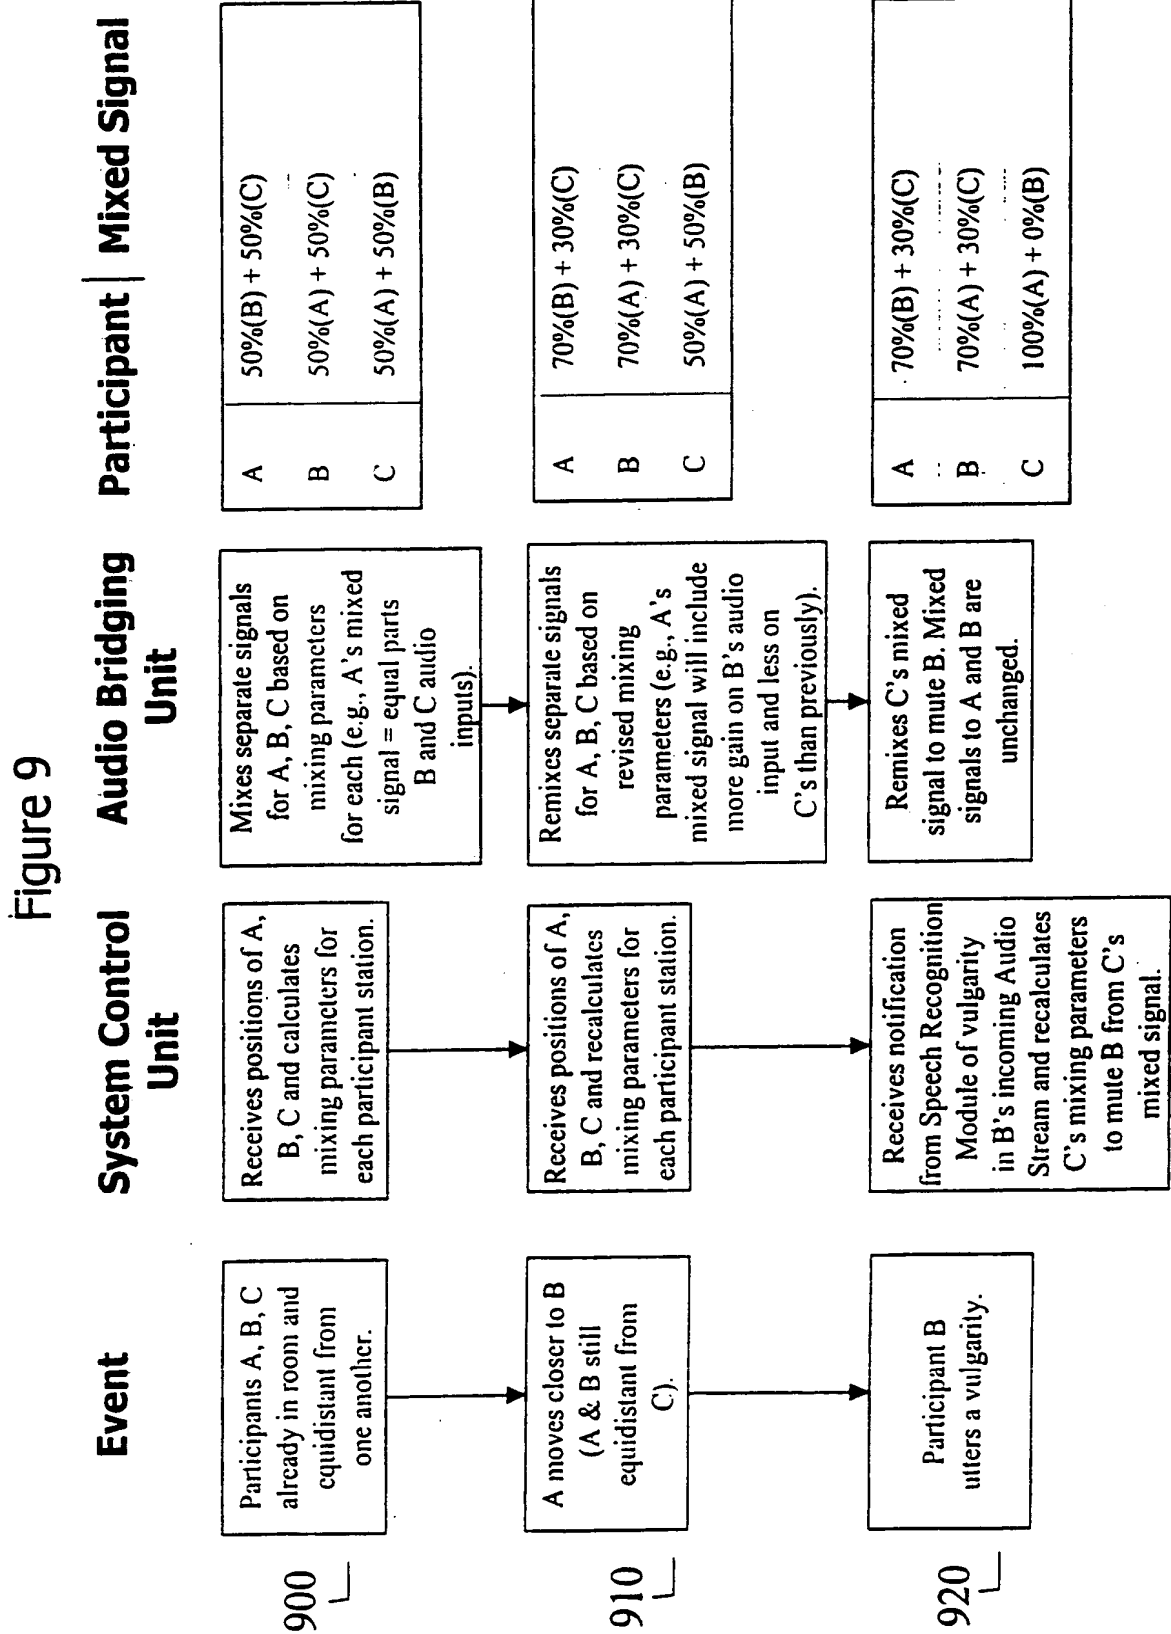 Figure 9
Event
System Control
Unit
Audio Bridging
Unit
Participant | Mixed Signal
900
Participants A, B, C
already in room and
equidistant from
one another.
Receives positions of A,
B, C and calculates
mixing parameters for
each participant station.
Mixes separate signals
for A, B, C based on
mixing parameters
for each (e.g., A's mixed
signal = equal parts
B and C audio
inputs).
A 50%(B) + 50%(C)
B 50%(A) + 50%(C)
C 50%(A) + 50%(B)
910
A moves closer to B
(A & B still
equidistant from
C).
Receives positions of A,
B, C and recalculates
mixing parameters for
each participant station.
Remixes separate signals
for A, B, C based on
revised mixing
parameters (e.g., A's
mixed signal will include
more gain on B's audio
input and less on
C's than previously).
A 70%(B) + 30%(C)
B 70%(A) + 30%(C)
C 50%(A) + 50%(B)
920
Participant B
utters a vulgarity.
Receives notification
from Speech Recognition
Module of vulgarity
in B's incoming Audio
Stream and recalculates
C's mixing parameters
to mute B from C's
mixed signal.
Remixes C's mixed
signal to mute B. Mixed
signals to A and B are
unchanged.
A 70%(B) + 30%(C)
B 70%(A) + 30%(C)
C 100%(A) + 0%(B)